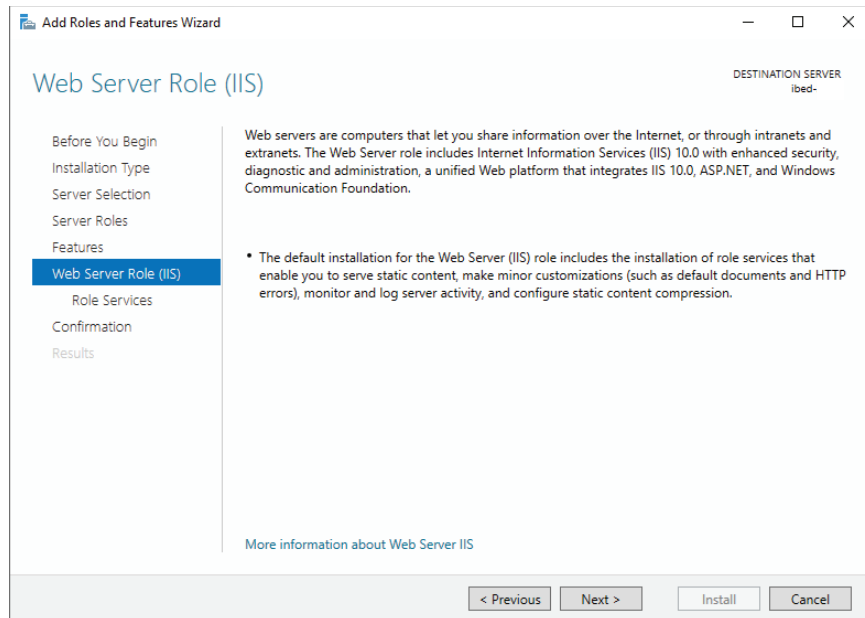 Add Roles and Features Wizard
Web Server Role (IIS)
DESTINATION SERVER
ibed-
Before You Begin
Installation Type
Server Selection
Server Roles
Features
Web Server Role (IIS)
Role Services
Confirmation
Results
Web servers are computers that let you share information over the Internet, or through intranets and
extranets. The Web Server role includes Internet Information Services (IIS) 10.0 with enhanced security,
diagnostic and administration, a unified Web platform that integrates IIS 10.0, ASP.NET, and Windows
Communication Foundation.
• The default installation for the Web Server (IIS) role includes the installation of role services that
enable you to serve static content, make minor customizations (such as default documents and HTTP
errors), monitor and log server activity, and configure static content compression.
More information about Web Server IIS
< Previous
Next >
Install
Cancel